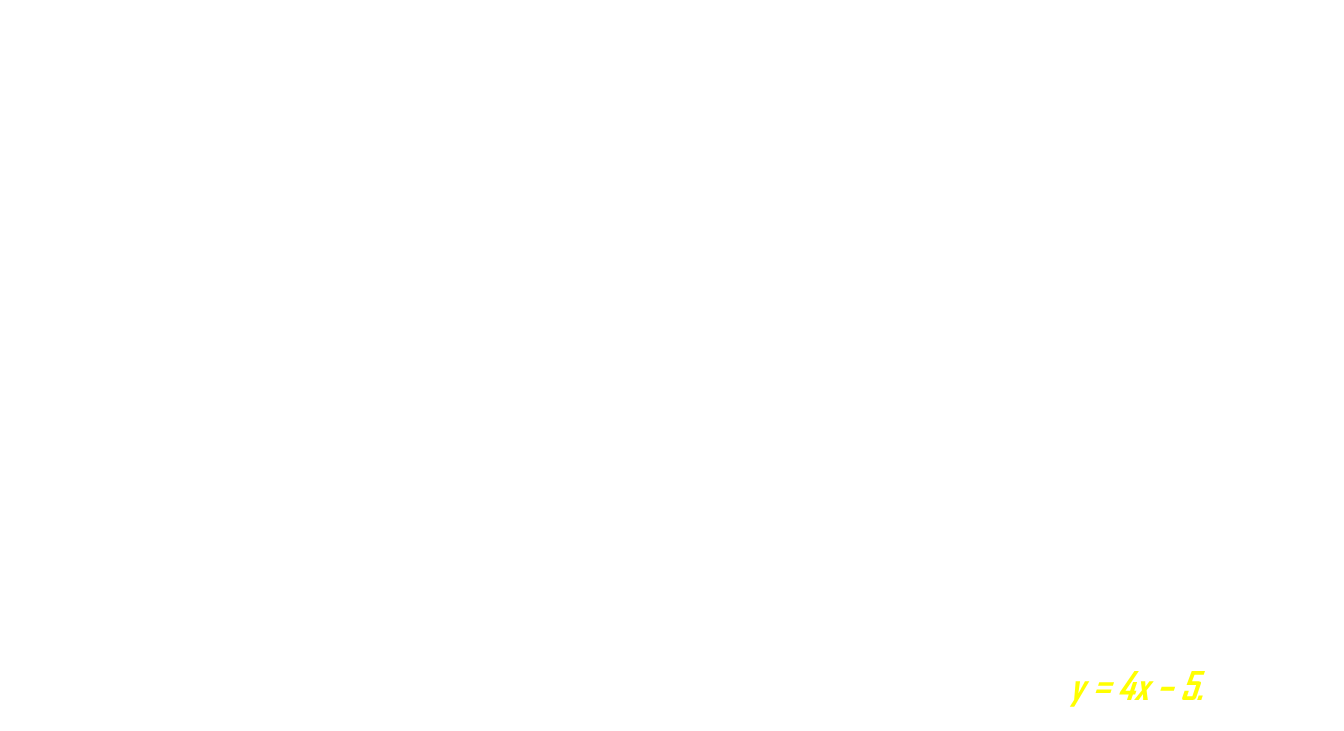 y = 4x - 5.